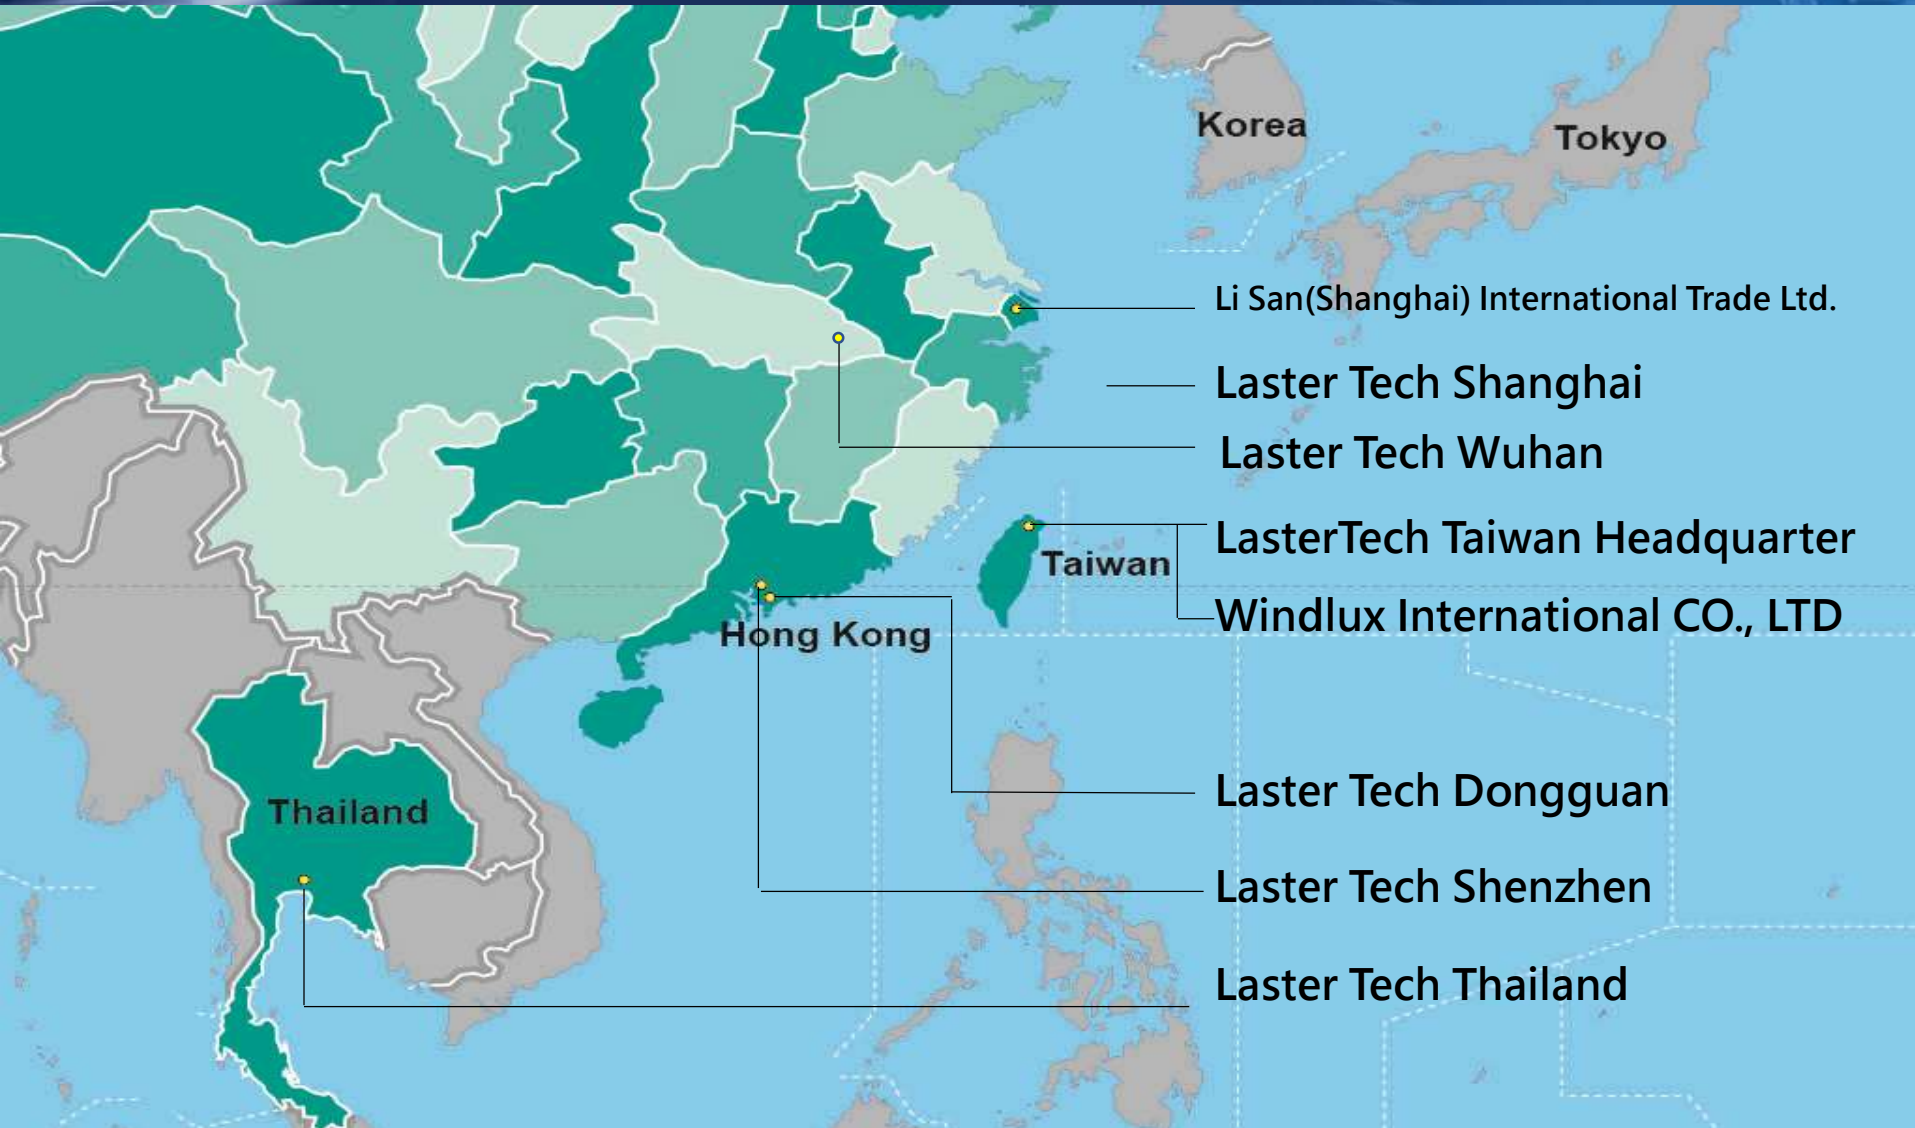 Korea
Tokyo
Li San(Shanghai) International Trade Ltd.
Laster Tech Shanghai
Laster Tech Wuhan
LasterTech Taiwan Headquarter
Taiwan
Windlux International CO., LTD
Hong Kong
Laster Tech Dongguan
Thailand
Laster Tech Shenzhen
Laster Tech Thailand